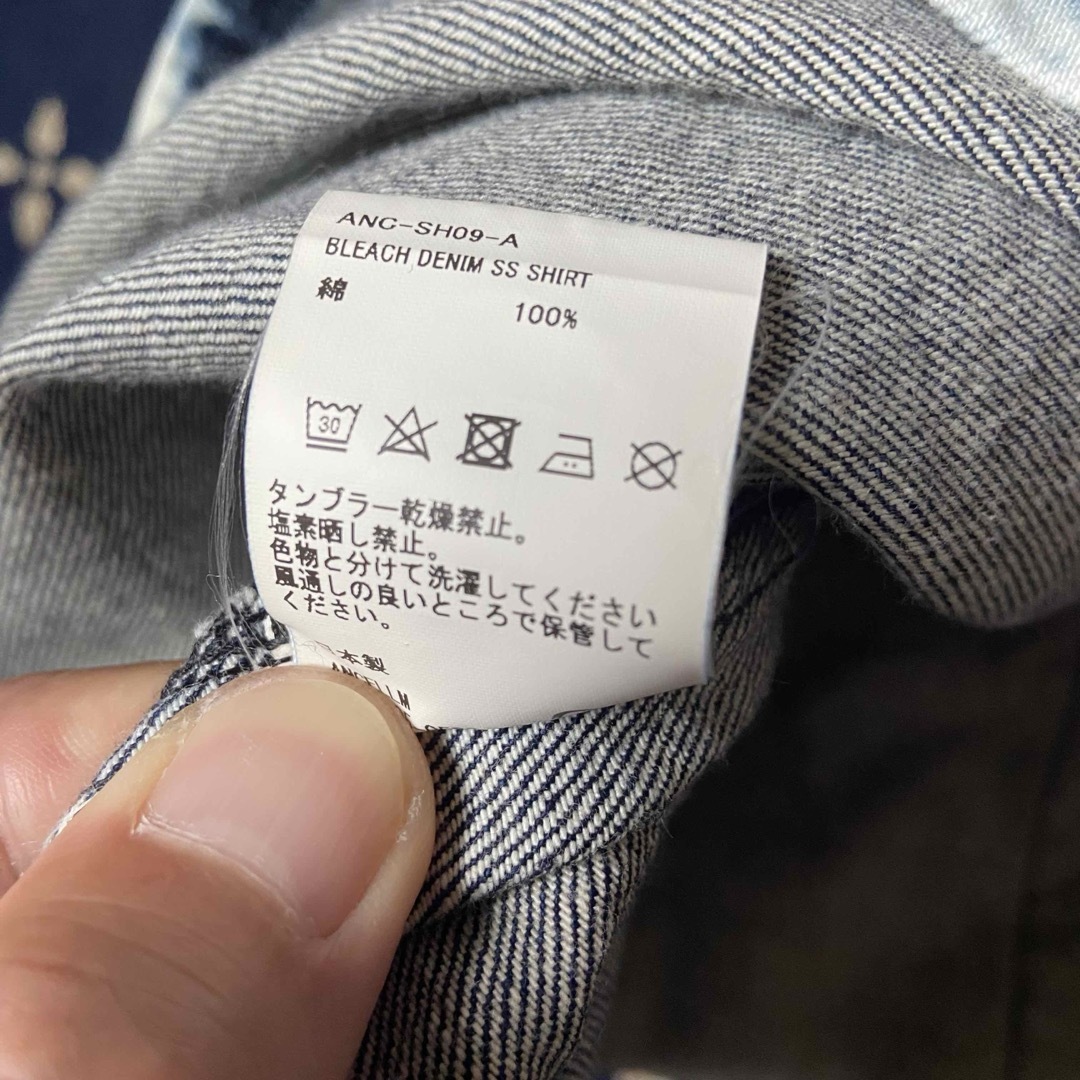 ANC-SH09-A
BLEACH DENIM SS SHIRT
綿 100%
30
タンブラー乾燥禁止。
塩素晒し禁止。
色物と分けて洗濯してください
風通しの良いところで保管して
ください。
本製